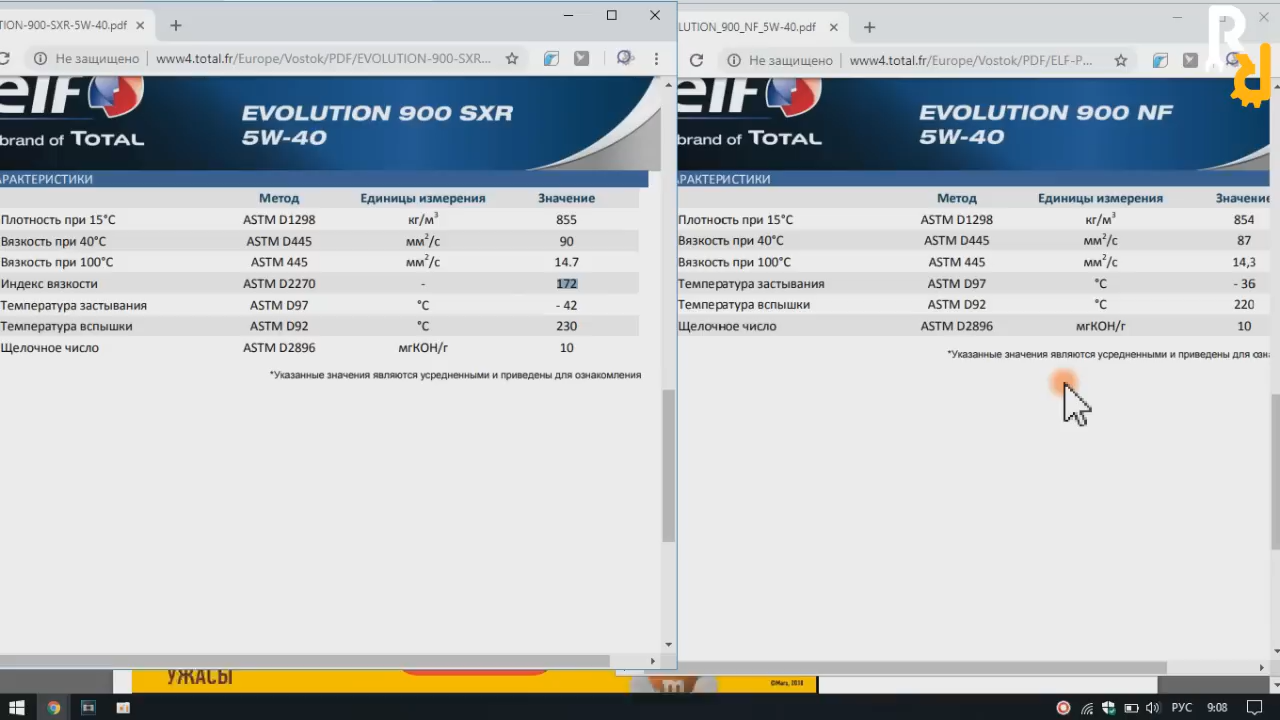 TION-900-SXR-5W-40.pdf
Не защищено
www4.total.fr/Europe/Vostok/PDF/EVOLUTION-900-SXR...
elf
brand of TOTAL
EVOLUTION 900 SXR
5W-40
АРАКТЕРИСТИКИ
Метод Единицы измерения Значение
Плотность при 15°C ASTM D1298 кг/м³ 855
Вязкость при 40°C ASTM D445 мм²/с 90
Вязкость при 100°C ASTM 445 мм²/с 14.7
Индекс вязкости ASTM D2270 - 172
Температура застывания ASTM D97 °C - 42
Температура вспышки ASTM D92 °C 230
Щелочное число ASTM D2896 мгКОН/г 10
*Указанные значения являются усредненными и приведены для ознакомления
LUTION_900_NF_5W-40.pdf
Не защищено
www4.total.fr/Europe/Vostok/PDF/ELF-P...
elf
brand of TOTAL
EVOLUTION 900 NF
5W-40
АРАКТЕРИСТИКИ
Метод Единицы измерения Значение
Плотность при 15°C ASTM D1298 кг/м³ 854
Вязкость при 40°C ASTM D445 мм²/с 87
Вязкость при 100°C ASTM 445 мм²/с 14,3
Температура застывания ASTM D97 °C - 36
Температура вспышки ASTM D92 °C 220
Щелочное число ASTM D2896 мгКОН/г 10
*Указанные значения являются усредненными и приведены для озна
УЖАСЫ
m
©Mars, 2018
РУС 9:08